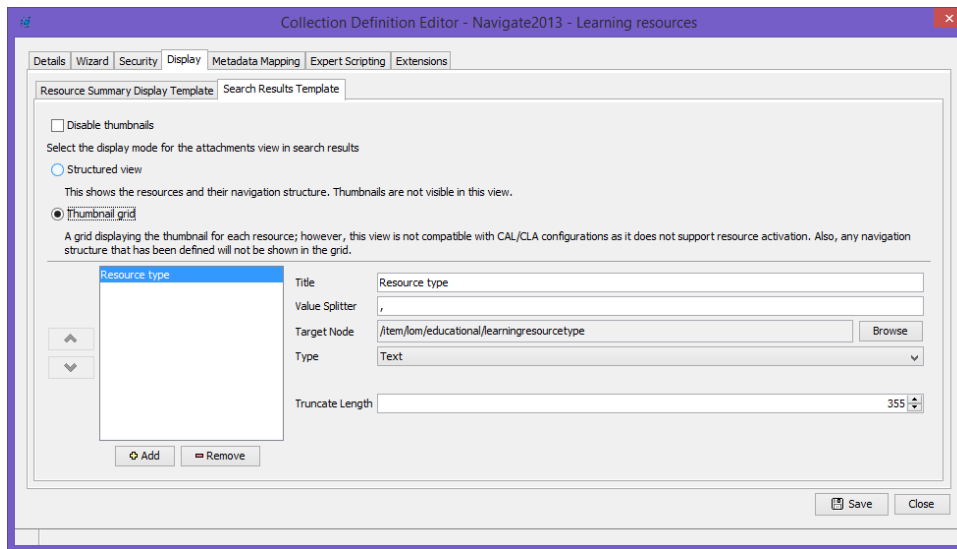 Collection Definition Editor - Navigate2013 - Learning resources
Details Wizard Security Display Metadata Mapping Expert Scripting Extensions
Resource Summary Display Template Search Results Template
Disable thumbnails
Select the display mode for the attachments view in search results
Structured view
This shows the resources and their navigation structure. Thumbnails are not visible in this view.
Thumbnail grid
A grid displaying the thumbnail for each resource; however, this view is not compatible with CAL/CLA configurations as it does not support resource activation. Also, any navigation
structure that has been defined will not be shown in the grid.
Resource type
Title Resource type
Value Splitter ,
Target Node /item/lom/educational/learningresourcetype Browse
Type Text
Truncate Length 355
Add Remove
Save Close